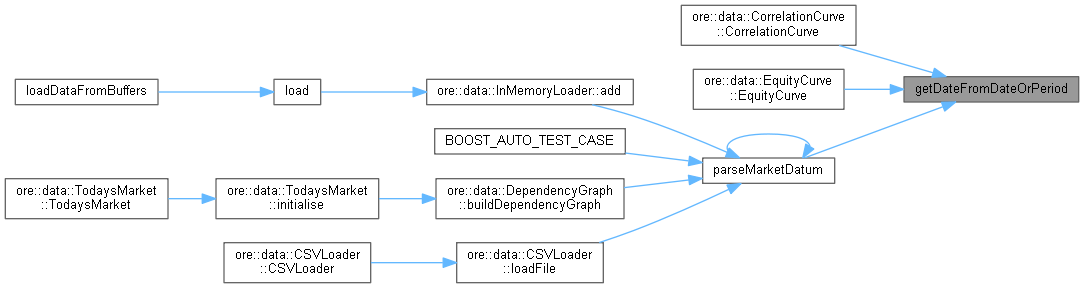 ore::data::CorrelationCurve
::CorrelationCurve
ore::data::EquityCurve
::EquityCurve
getDateFromDateOrPeriod
loadDataFromBuffers
load
ore::data::InMemoryLoader::add
BOOST_AUTO_TEST_CASE
parseMarketDatum
ore::data::TodaysMarket
::TodaysMarket
ore::data::TodaysMarket
::initialise
ore::data::DependencyGraph
::buildDependencyGraph
ore::data::CSVLoader
::CSVLoader
ore::data::CSVLoader
::loadFile